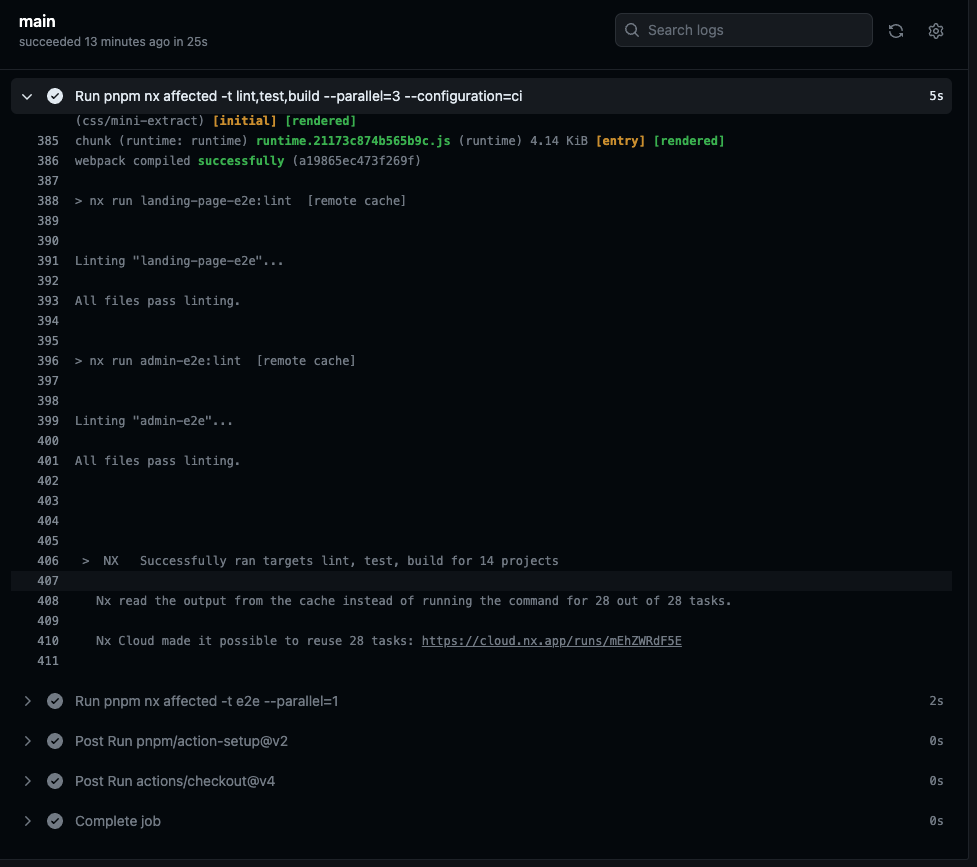 main
succeeded 13 minutes ago in 25s
Search logs
Run pnpm nx affected -t lint,test,build --parallel=3 --configuration=ci 5s
(css/mini-extract) [initial] [rendered]
385 chunk (runtime: runtime) runtime.21173c874b565b9c.js (runtime) 4.14 KiB [entry] [rendered]
386 webpack compiled successfully (a19865ec473f269f)
387
388 > nx run landing-page-e2e:lint [remote cache]
389
390
391 Linting "landing-page-e2e"...
392
393 All files pass linting.
394
395
396 > nx run admin-e2e:lint [remote cache]
397
398
399 Linting "admin-e2e"...
400
401 All files pass linting.
402
403
404
405
406 > NX Successfully ran targets lint, test, build for 14 projects
407
408 Nx read the output from the cache instead of running the command for 28 out of 28 tasks.
409
410 Nx Cloud made it possible to reuse 28 tasks: https://cloud.nx.app/runs/mEhZWRdF5E
411
Run pnpm nx affected -t e2e --parallel=1 2s
Post Run pnpm/action-setup@v2 0s
Post Run actions/checkout@v4 0s
Complete job 0s